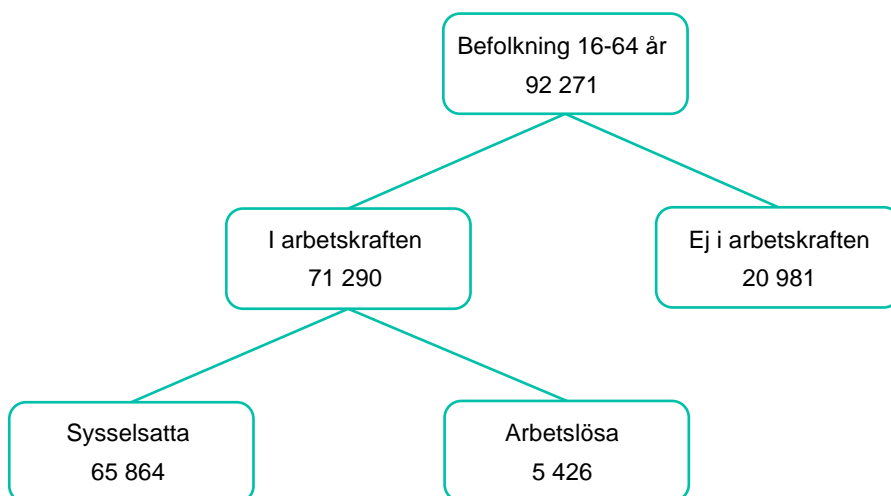 Befolkning 16-64 år
92 271
I arbetskraften
71 290
Ej i arbetskraften
20 981
Sysselsatta
65 864
Arbetslösa
5 426